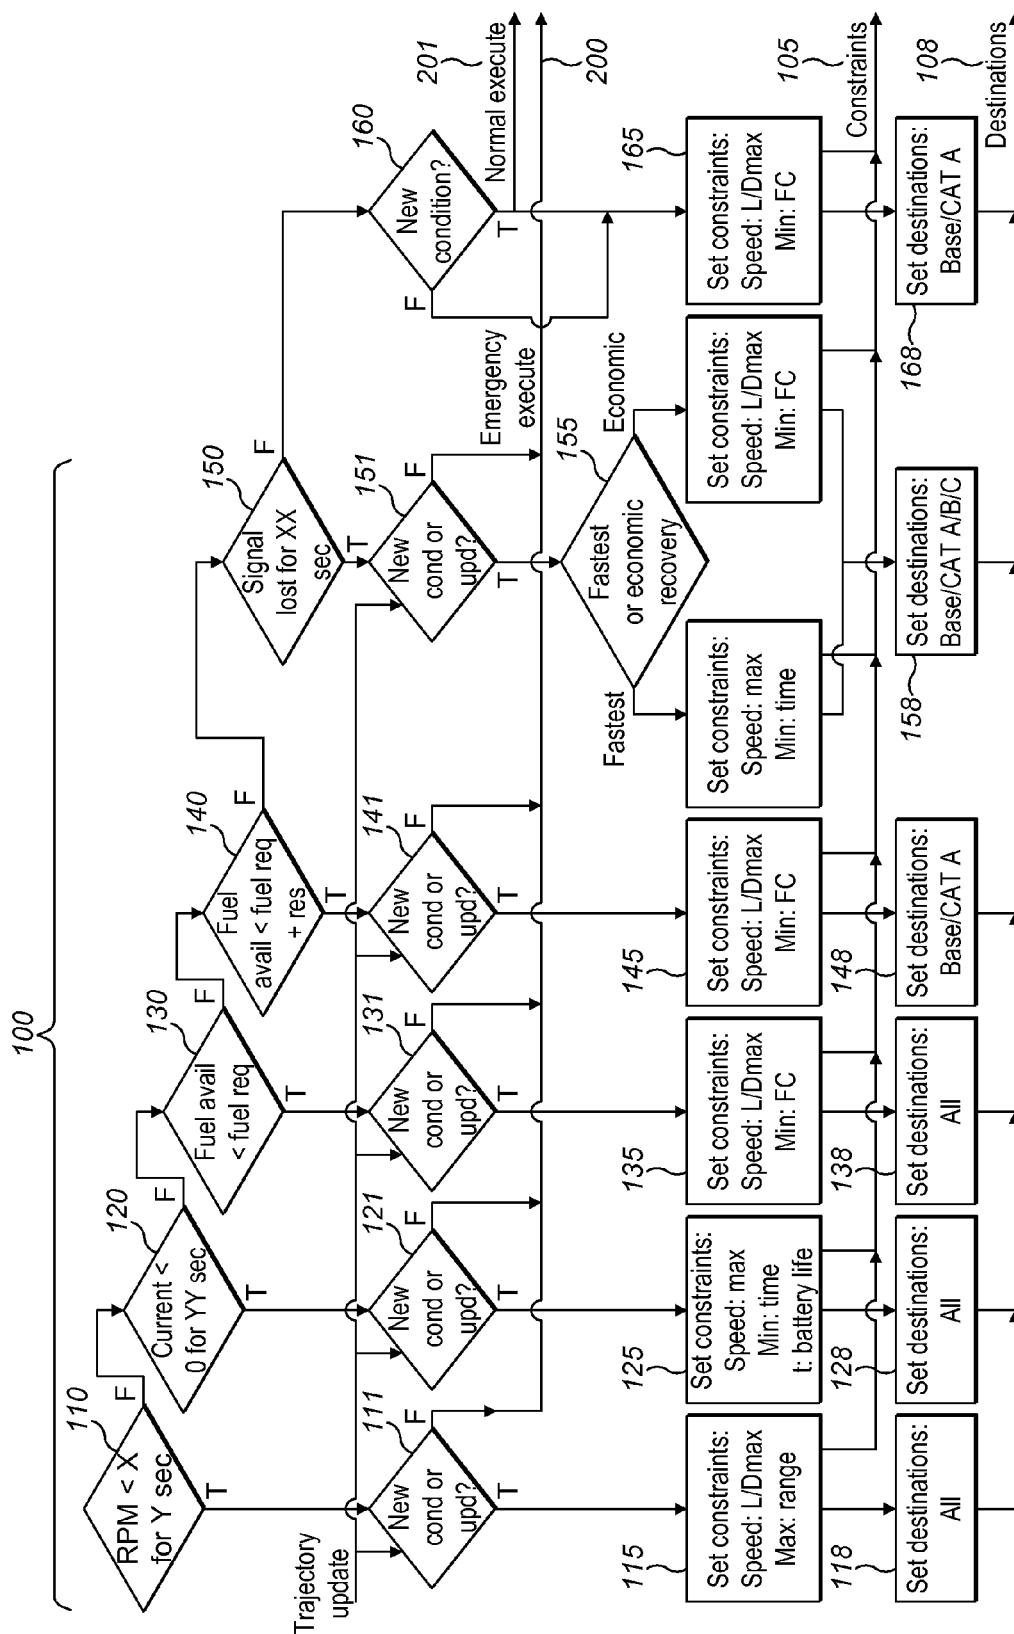 100
110
RPM < X
for Y sec
F
T
120
Current <
0 for YY sec
F
T
130
Fuel avail
< fuel req
F
T
140
Fuel
avail < fuel req
+ res
F
T
150
Signal
lost for XX
sec
F
T
160
New
condition?
F
T
Normal execute
201
Trajectory
update
111
New
cond or
upd?
F
T
121
New
cond or
upd?
F
T
131
New
cond or
upd?
F
T
141
New
cond or
upd?
F
T
151
New
cond or
upd?
F
T
Emergency
execute
200
155
Fastest
or economic
recovery
Fastest
Economic
115
Set constraints:
Speed: L/Dmax
Max: range
125
Set constraints:
Speed: max
Min: time
t: battery life
135
Set constraints:
Speed: L/Dmax
Min: FC
145
Set constraints:
Speed: L/Dmax
Min: FC
Set constraints:
Speed: max
Min: time
Set constraints:
Speed: L/Dmax
Min: FC
165
Set constraints:
Speed: L/Dmax
Min: FC
105
Constraints
118
Set destinations:
All
128
Set destinations:
All
138
Set destinations:
All
148
Set destinations:
Base/CAT A
158
Set destinations:
Base/CAT A/B/C
168
Set destinations:
Base/CAT A
108
Destinations